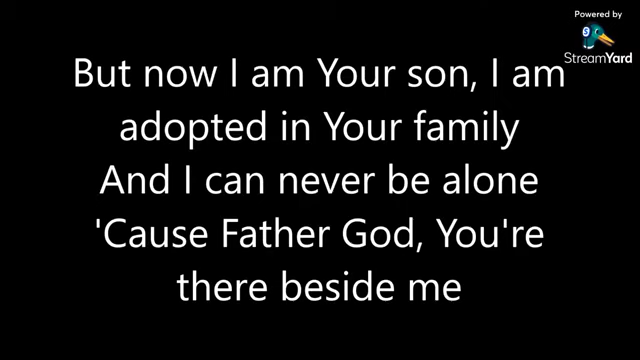 Powered by
StreamYard
But now I am Your son, I am
adopted in Your family
And I can never be alone
'Cause Father God, You're
there beside me